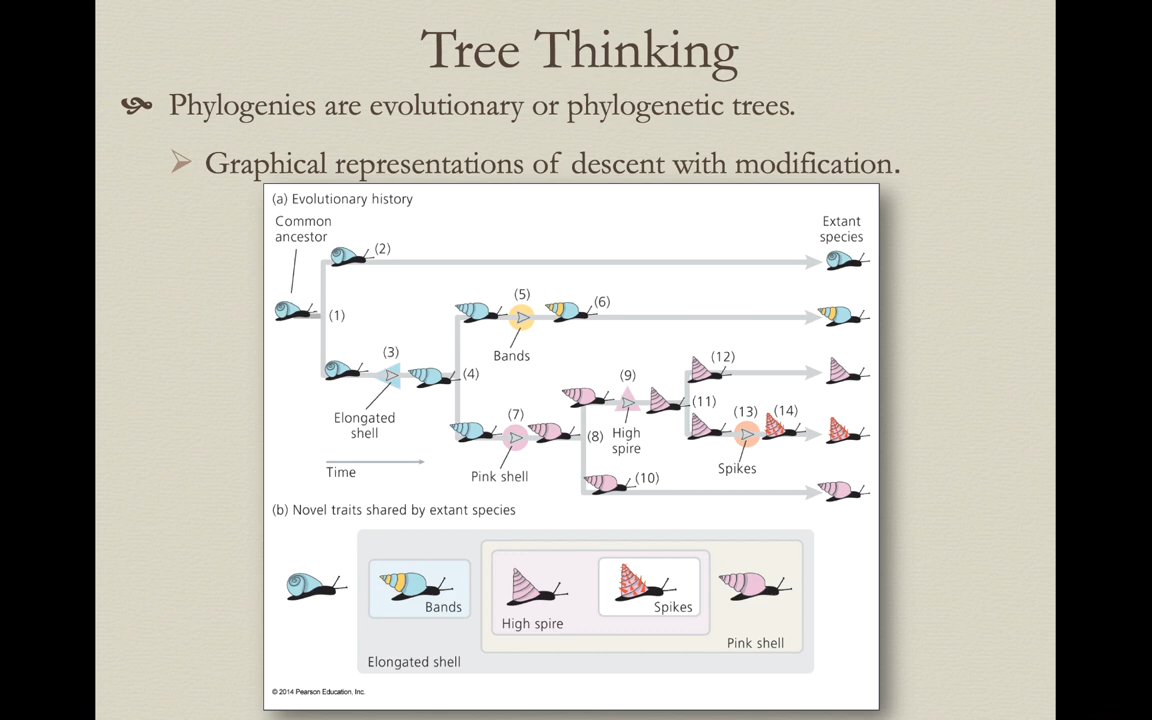 Tree Thinking
Phylogenies are evolutionary or phylogenetic trees.
Graphical representations of descent with modification.
(a) Evolutionary history
Common
ancestor
Extant
species
(1)
(2)
(3)
Elongated
shell
(4)
(5)
Bands
(6)
(7)
Pink shell
(8)
(9)
High
spire
(10)
(11)
(12)
(13)
Spikes
(14)
Time
(b) Novel traits shared by extant species
Bands
High spire
Spikes
Pink shell
Elongated shell
© 2014 Pearson Education, Inc.